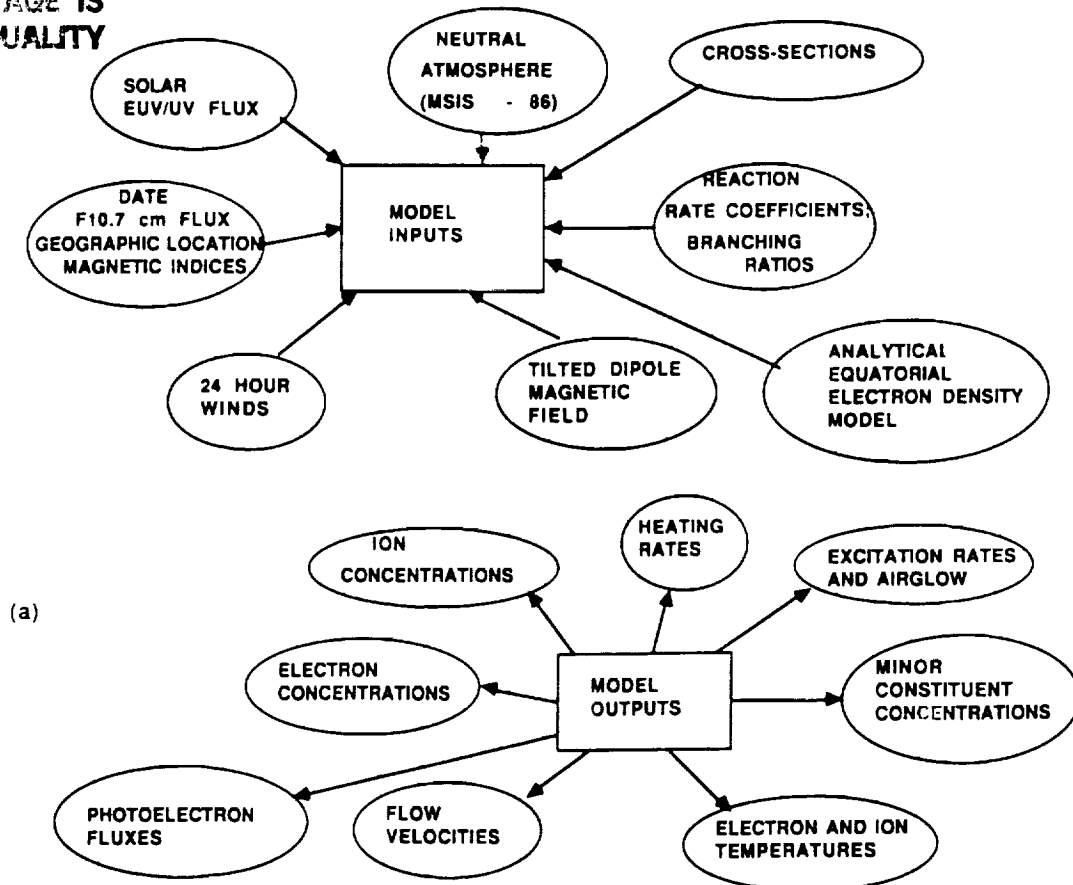 AGE IS
UALITY
SOLAR
EUV/UV FLUX
NEUTRAL
ATMOSPHERE
(MSIS - 86)
CROSS-SECTIONS
DATE
F10.7 cm FLUX
GEOGRAPHIC LOCATION
MAGNETIC INDICES
MODEL
INPUTS
REACTION
RATE COEFFICIENTS,
BRANCHING
RATIOS
24 HOUR
WINDS
TILTED DIPOLE
MAGNETIC
FIELD
ANALYTICAL
EQUATORIAL
ELECTRON DENSITY
MODEL
(a)
ION
CONCENTRATIONS
HEATING
RATES
EXCITATION RATES
AND AIRGLOW
ELECTRON
CONCENTRATIONS
MODEL
OUTPUTS
MINOR
CONSTITUENT
CONCENTRATIONS
PHOTOELECTRON
FLUXES
FLOW
VELOCITIES
ELECTRON AND ION
TEMPERATURES